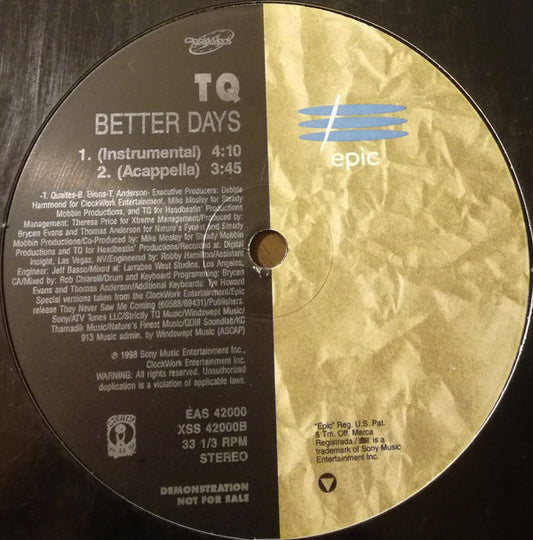 ClockWork
TQ
BETTER DAYS
1. (Instrumental) 4:10
2. (Acappella) 3:45
-T. Quaites-B. Evans-T. Anderson- Executive Producers: Debbie
Hammond for ClockWork Entertainment, Mike Mosley for Steady
Mobbin Productions, and TQ for Headbeatin' Productions
Management: Theresa Price for Xtreme Management/Produced by:
Brycen Evans and Thomas Anderson for Nature's Fynest and Steady
Mobbin Productions/Co-Produced by: Mike Mosley for Steady Mobbin
Productions and TQ for Headbeatin' Productions/Recorded at: Digital
Insight, Las Vegas, NV/Engineered by: Robby Hamilton/Assistant
Engineer: Jeff Basso/Mixed at: Larrabee West Studios, Los Angeles,
CA/Mixed by: Rob Chiarelli/Drum and Keyboard Programming: Brycen
Evans and Thomas Anderson/Additional Keyboards: Tye Howard
Special versions taken from the ClockWork Entertainment/Epic
release They Never Saw Me Coming (69588/69431)/Publishers:
Sony/ATV Tunes LLC/Strictly TQ Music/Windswept Music/
Thamadik Music/Nature's Finest Music/QDIII Soundlab/KC
913 Music admin. by Windswept Music (ASCAP)
℗ 1998 Sony Music Entertainment Inc.,
ClockWork Entertainment Inc.
WARNING: All rights reserved. Unauthorized
duplication is a violation of applicable laws.
EAS 42000
XSS 42000B
33 1/3 RPM
STEREO
DEMONSTRATION
NOT FOR SALE
epic
"Epic" Reg. U.S. Pat.
& Tm. Off. Marca
Registrada./ is a
trademark of Sony Music
Entertainment Inc.